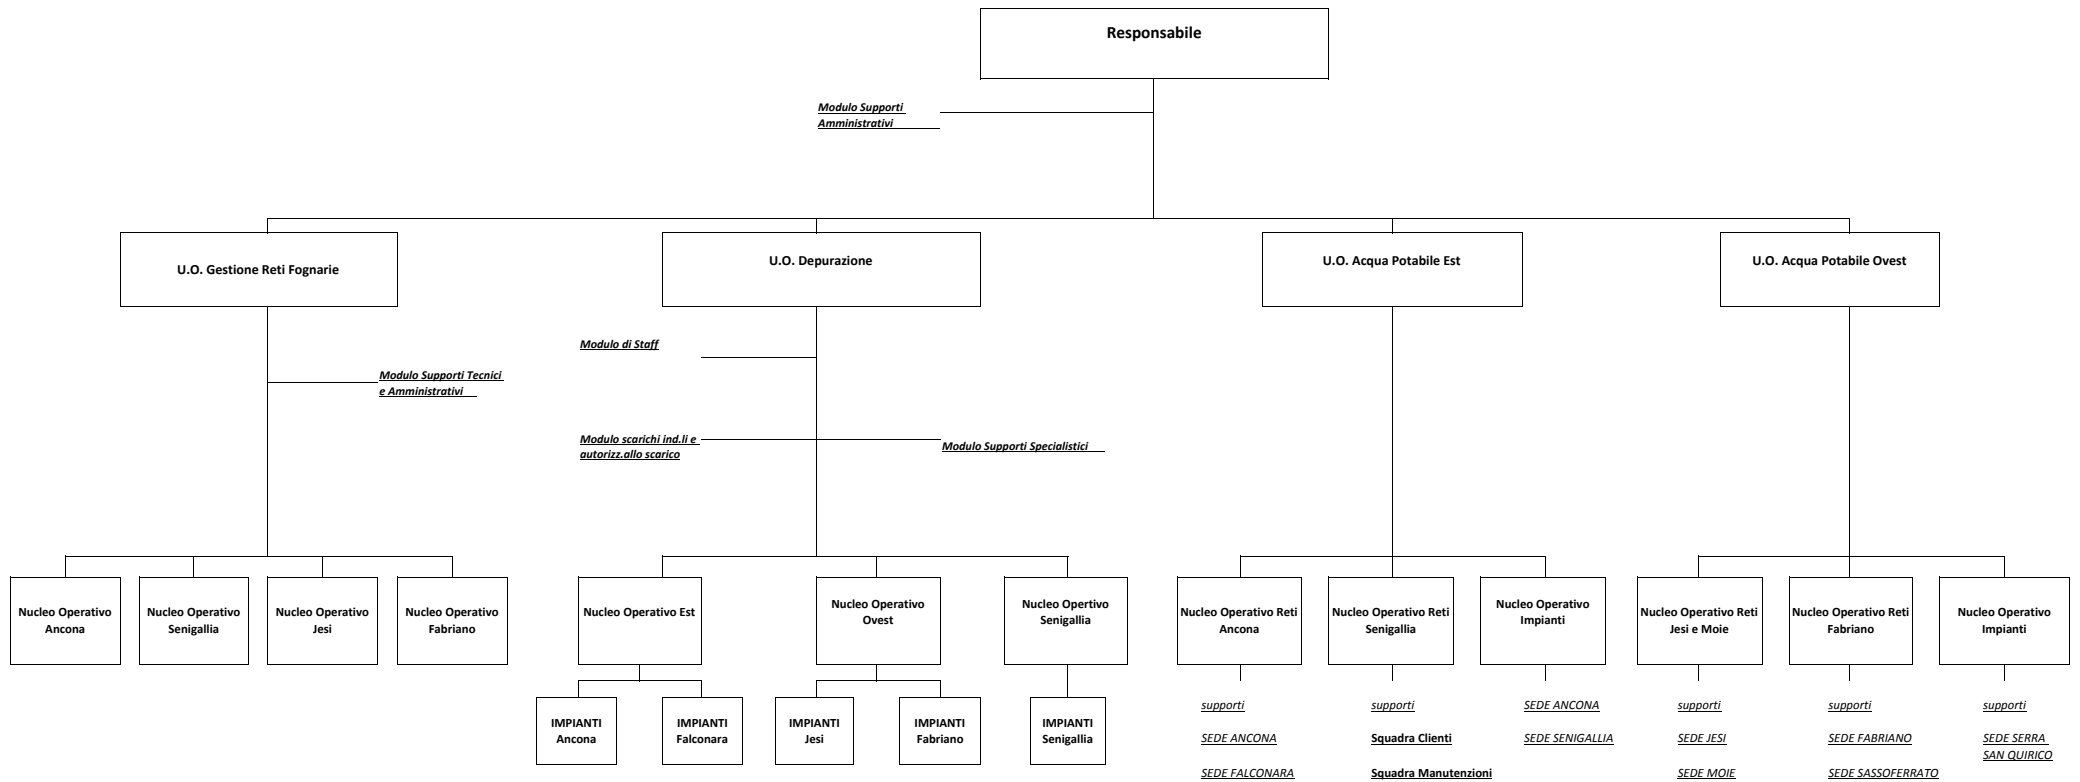 Responsabile
Modulo Supporti
Amministrativi
U.O. Gestione Reti Fognarie
U.O. Depurazione
U.O. Acqua Potabile Est
U.O. Acqua Potabile Ovest
Modulo di Staff
Modulo Supporti Tecnici
e Amministrativi
Modulo scarichi ind.li e
autorizz.allo scarico
Modulo Supporti Specialistici
Nucleo Operativo
Ancona
Nucleo Operativo
Senigallia
Nucleo Operativo
Jesi
Nucleo Operativo
Fabriano
Nucleo Operativo Est
Nucleo Operativo
Ovest
Nucleo Opertivo
Senigallia
Nucleo Operativo Reti
Ancona
Nucleo Operativo Reti
Senigallia
Nucleo Operativo
Impianti
Nucleo Operativo Reti
Jesi e Moie
Nucleo Operativo Reti
Fabriano
Nucleo Operativo
Impianti
IMPIANTI
Ancona
IMPIANTI
Falconara
IMPIANTI
Jesi
IMPIANTI
Fabriano
IMPIANTI
Senigallia
supporti
SEDE ANCONA
SEDE FALCONARA
supporti
Squadra Clienti
Squadra Manutenzioni
SEDE ANCONA
SEDE SENIGALLIA
supporti
SEDE JESI
SEDE MOIE
supporti
SEDE FABRIANO
SEDE SASSOFERRATO
supporti
SEDE SERRA
SAN QUIRICO